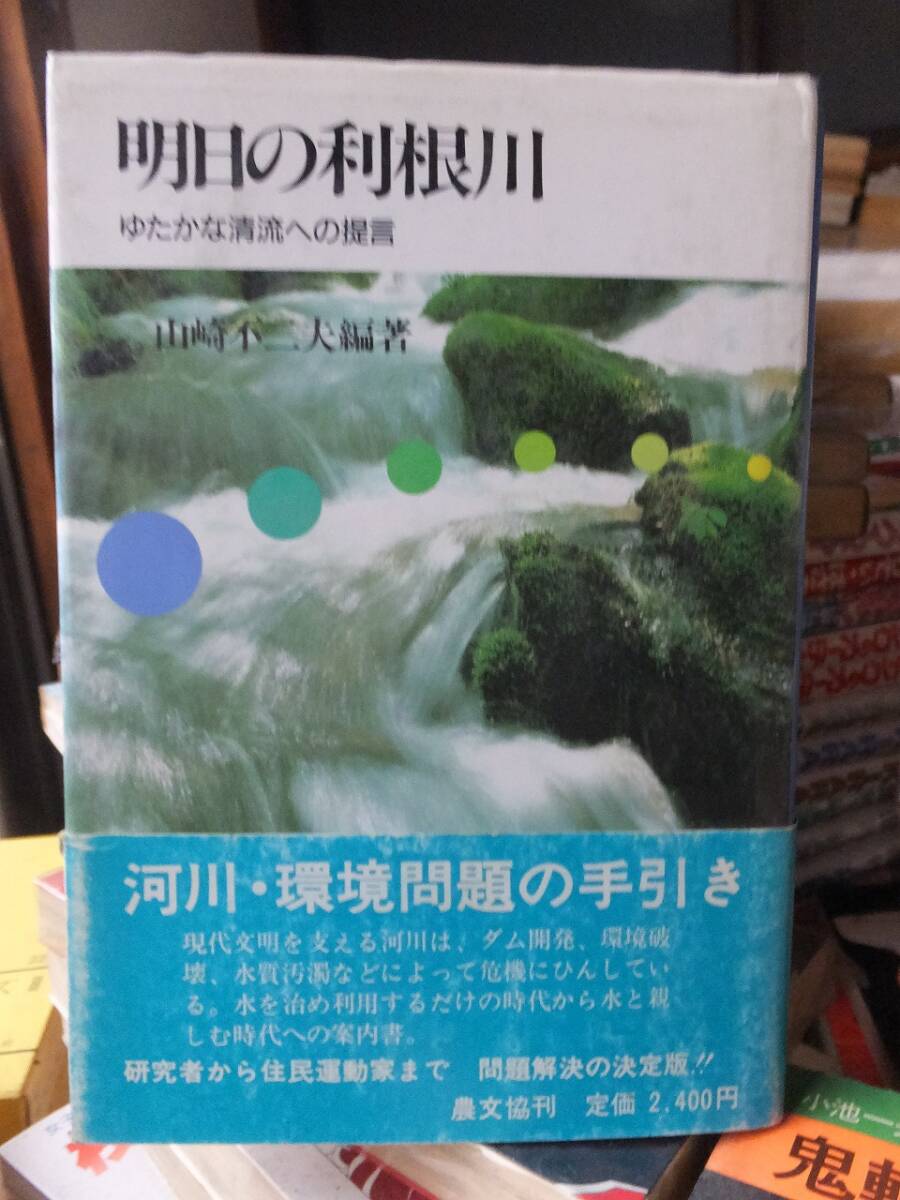 明日の利根川
ゆたかな清流への提言
山崎不二夫編著
河川・環境問題の手引き
現代文明を支える河川は、ダム開発、環境破
壊、水質汚濁などによって危機にひんしてい
る。水を治め利用するだけの時代から水と親
しむ時代への案内書。
研究者から住民運動家まで 問題解決の決定版!!
農文協刊 定価 2,400円
小池一
鬼